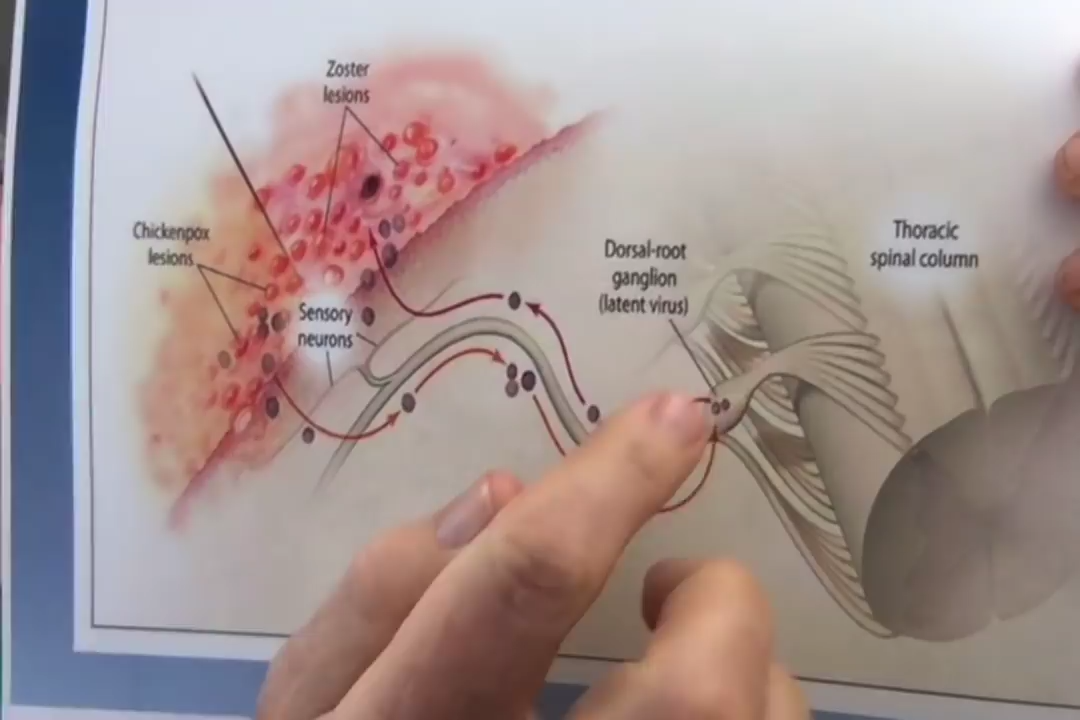 Zoster
lesions
Chickenpox
lesions
Sensory
neurons
Dorsal-root
ganglion
(latent virus)
Thoracic
spinal column